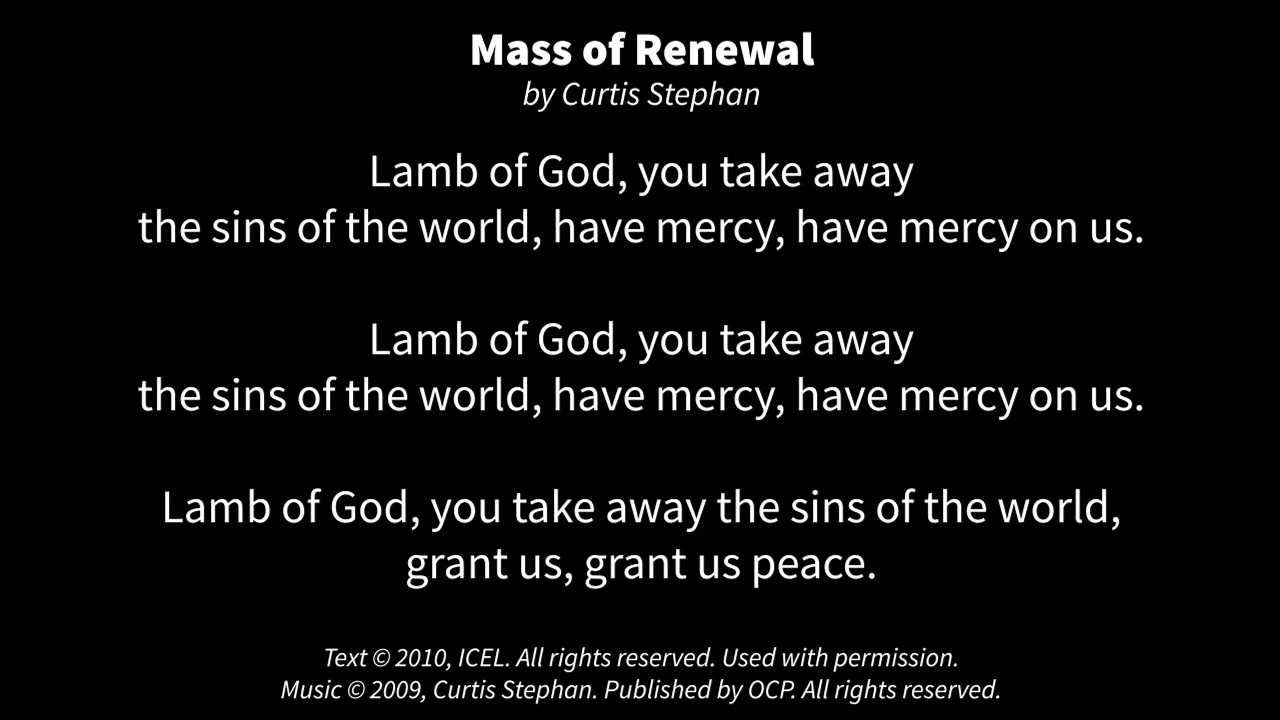 Mass of Renewal
by Curtis Stephan
Lamb of God, you take away
the sins of the world, have mercy, have mercy on us.
Lamb of God, you take away
the sins of the world, have mercy, have mercy on us.
Lamb of God, you take away the sins of the world,
grant us, grant us peace.
Text © 2010, ICEL. All rights reserved. Used with permission.
Music © 2009, Curtis Stephan. Published by OCP. All rights reserved.